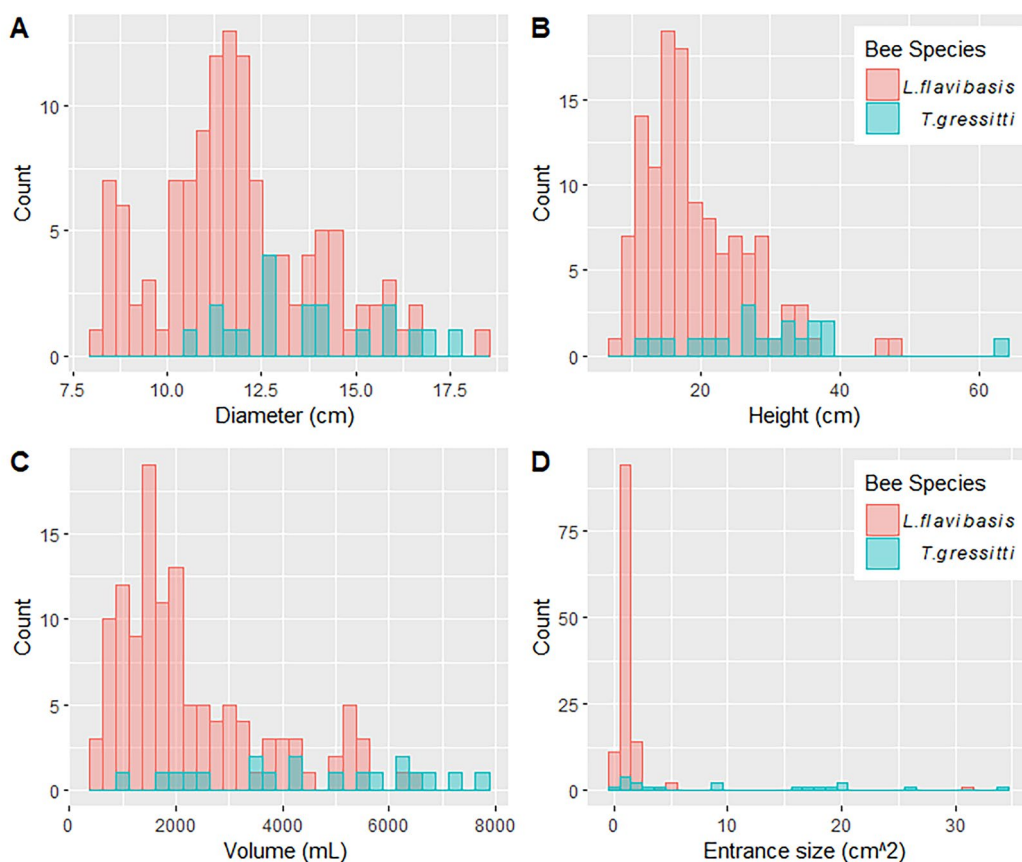 A
10
5
0
Count
7.5
10.0
12.5
15.0
17.5
Diameter (cm)
B
15
10
5
0
Count
20
40
60
Height (cm)
Bee Species
L.flavibasis
T.gressitti
C
15
10
5
0
Count
0
2000
4000
6000
8000
Volume (mL)
D
75
50
25
0
Count
0
10
20
30
Entrance size (cm^2)
Bee Species
L.flavibasis
T.gressitti